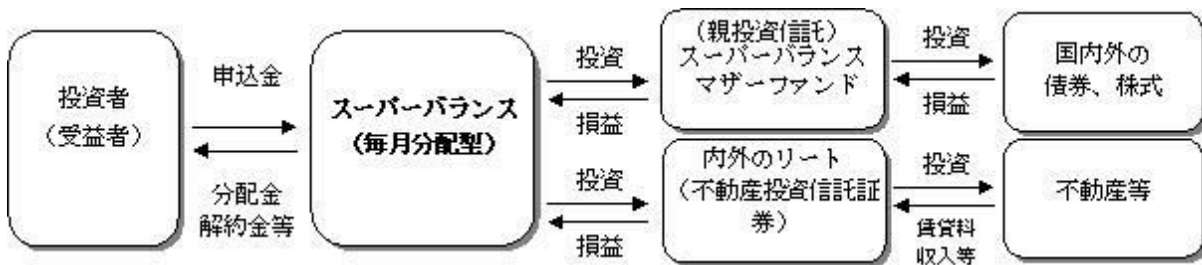 投資者
（受益者）
申込金
分配金
解約金等
スーパーバランス
（毎月分配型）
投資
損益
投資
損益
（親投資信託）
スーパーバランス
マザーファンド
内外のリート
（不動産投資信託証
券）
投資
損益
投資
賃貸料
収入等
国内外の
債券、株式
不動産等